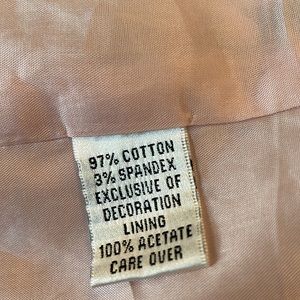 97% COTTON
3% SPANDEX
EXCLUSIVE OF
DECORATION
LINING
100% ACETATE
CARE OVER